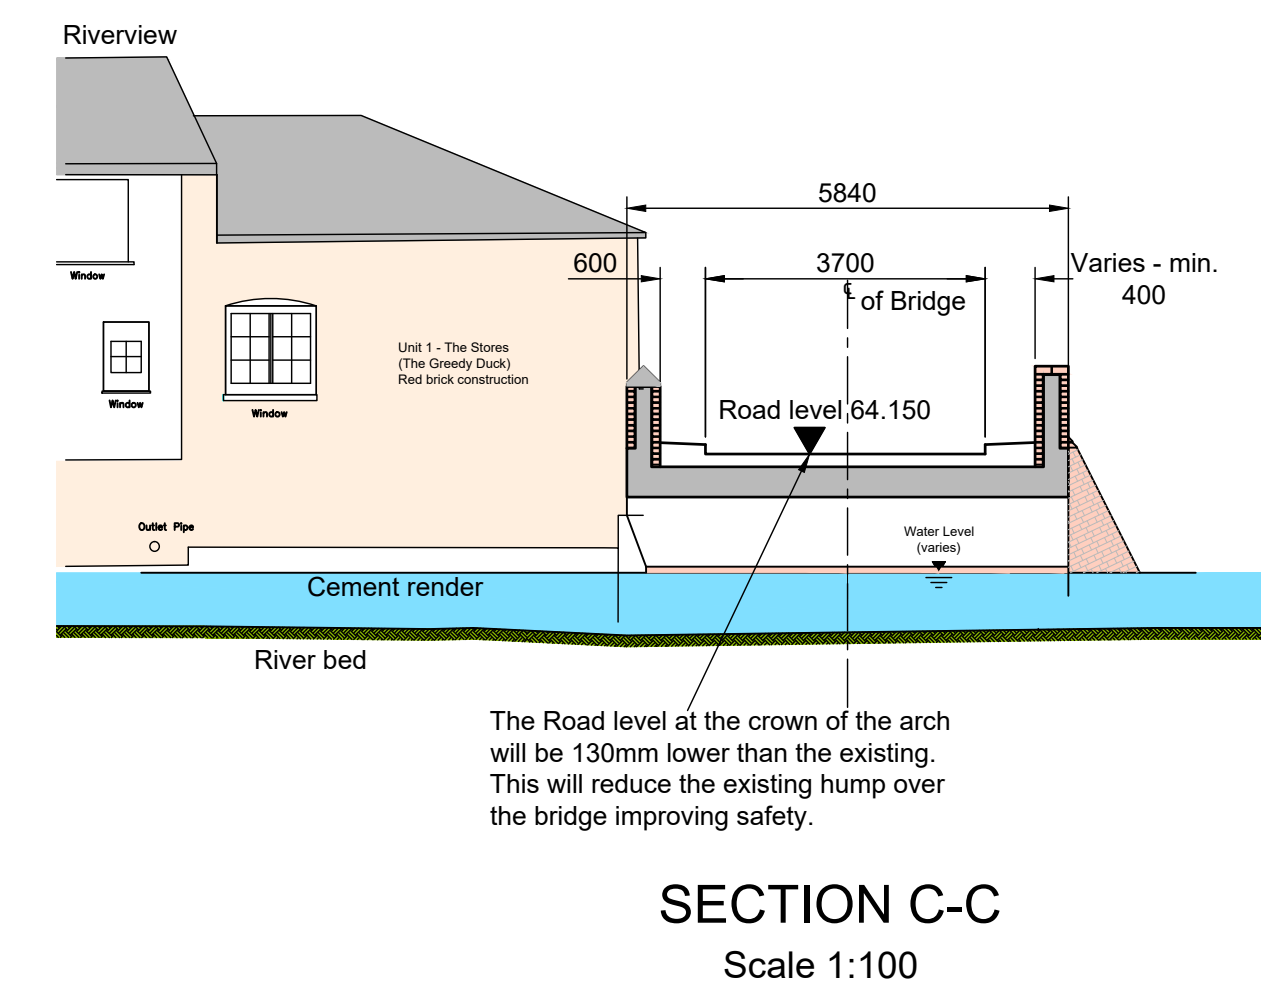 Riverview
5840
600
3700
Varies - min.
400
℄ of Bridge
Window
Unit 1 - The Stores
(The Greedy Duck)
Red brick construction
Window
Window
Road level 64.150
Outlet Pipe
Water Level
(varies)
Cement render
River bed
The Road level at the crown of the arch
will be 130mm lower than the existing.
This will reduce the existing hump over
the bridge improving safety.
SECTION C-C
Scale 1:100